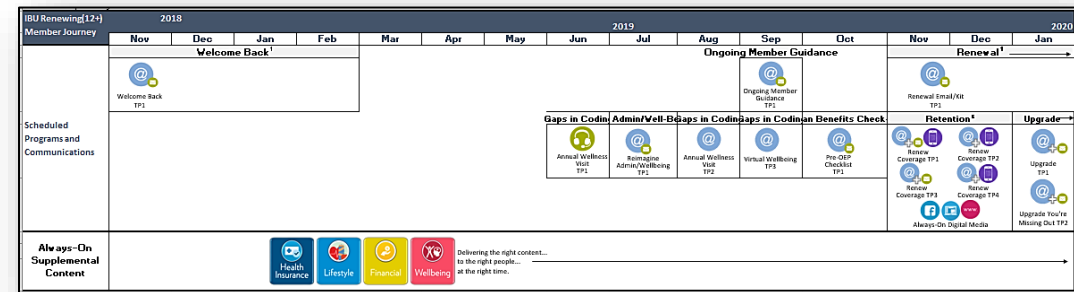 IBU Renewing(12+)
Member Journey
2018
2019
2020
Nov Dec Jan Feb Mar Apr May Jun Jul Aug Sep Oct Nov Dec Jan
Welcome Back¹
Ongoing Member Guidance
Renewal¹
Scheduled
Programs and
Communications
Welcome Back
TP1
Ongoing Member
Guidance
TP1
Renewal Email/Kit
TP1
Gaps in Codin Admin/Well-Be Gaps in Codin Gaps in Codin an Benefits Check Retention Upgrade
Annual Wellness
Visit
TP1
Reimagine
Admin/Wellbeing
TP1
Annual Wellness
Visit
TP2
Virtual Wellbeing
TP3
Pre-OEP
Checklist
TP1
Renew
Coverage TP1
Renew
Coverage TP2
Renew
Coverage TP3
Renew
Coverage TP4
www
Always-On Digital Media
Upgrade
TP1
Upgrade You're
Missing Out TP2
Always-On
Supplemental
Content
Health
Insurance
Lifestyle
Financial
Wellbeing
Delivering the right content...
to the right people...
at the right time.